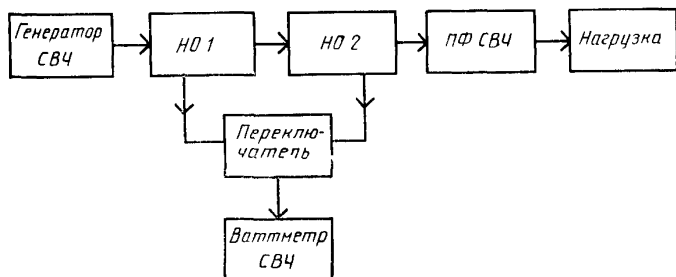 Генератор
СВЧ
НО 1
НО 2
ПФ СВЧ
Нагрузка
Переклю-
чатель
Ваттметр
СВЧ